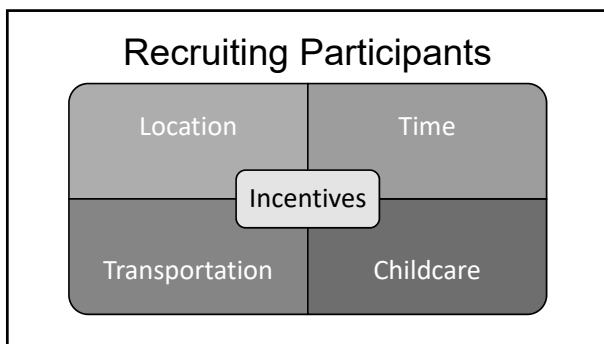 Recruiting Participants
Location
Time
Incentives
Transportation
Childcare